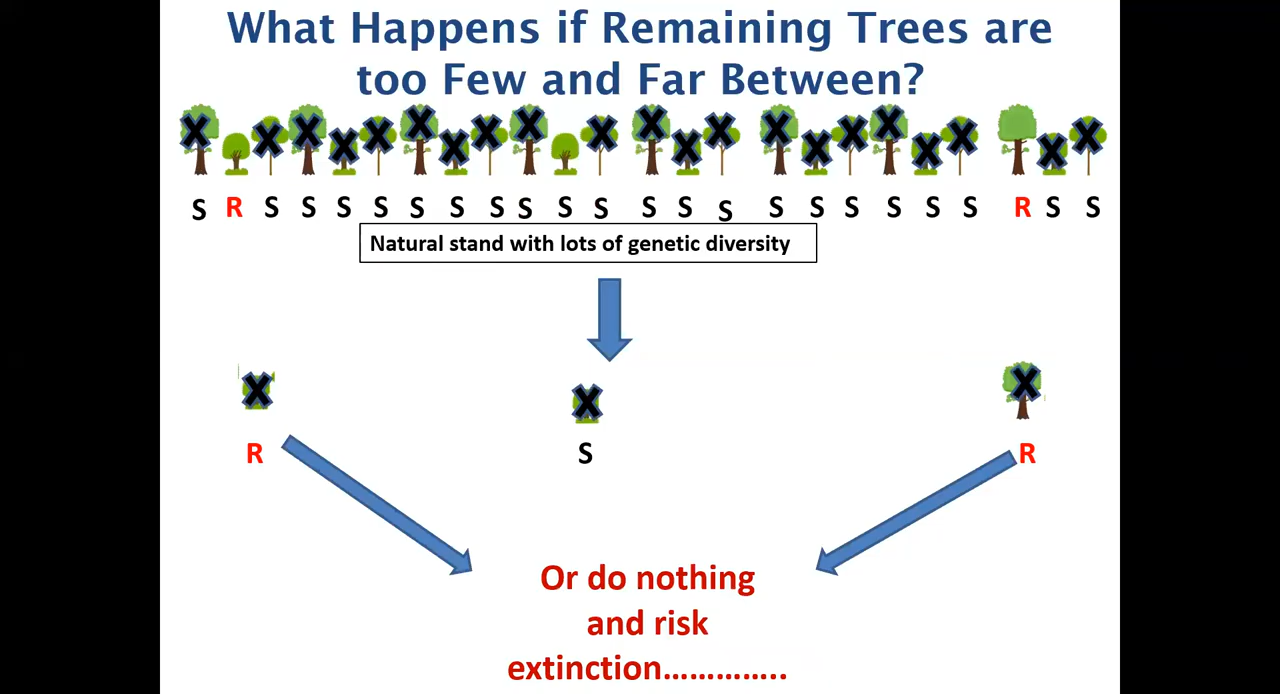 What Happens if Remaining Trees are
too Few and Far Between?
S R S S S S S S S S S S S S S S S S S S S R S S
Natural stand with lots of genetic diversity
R S R
Or do nothing
and risk
extinction…………..